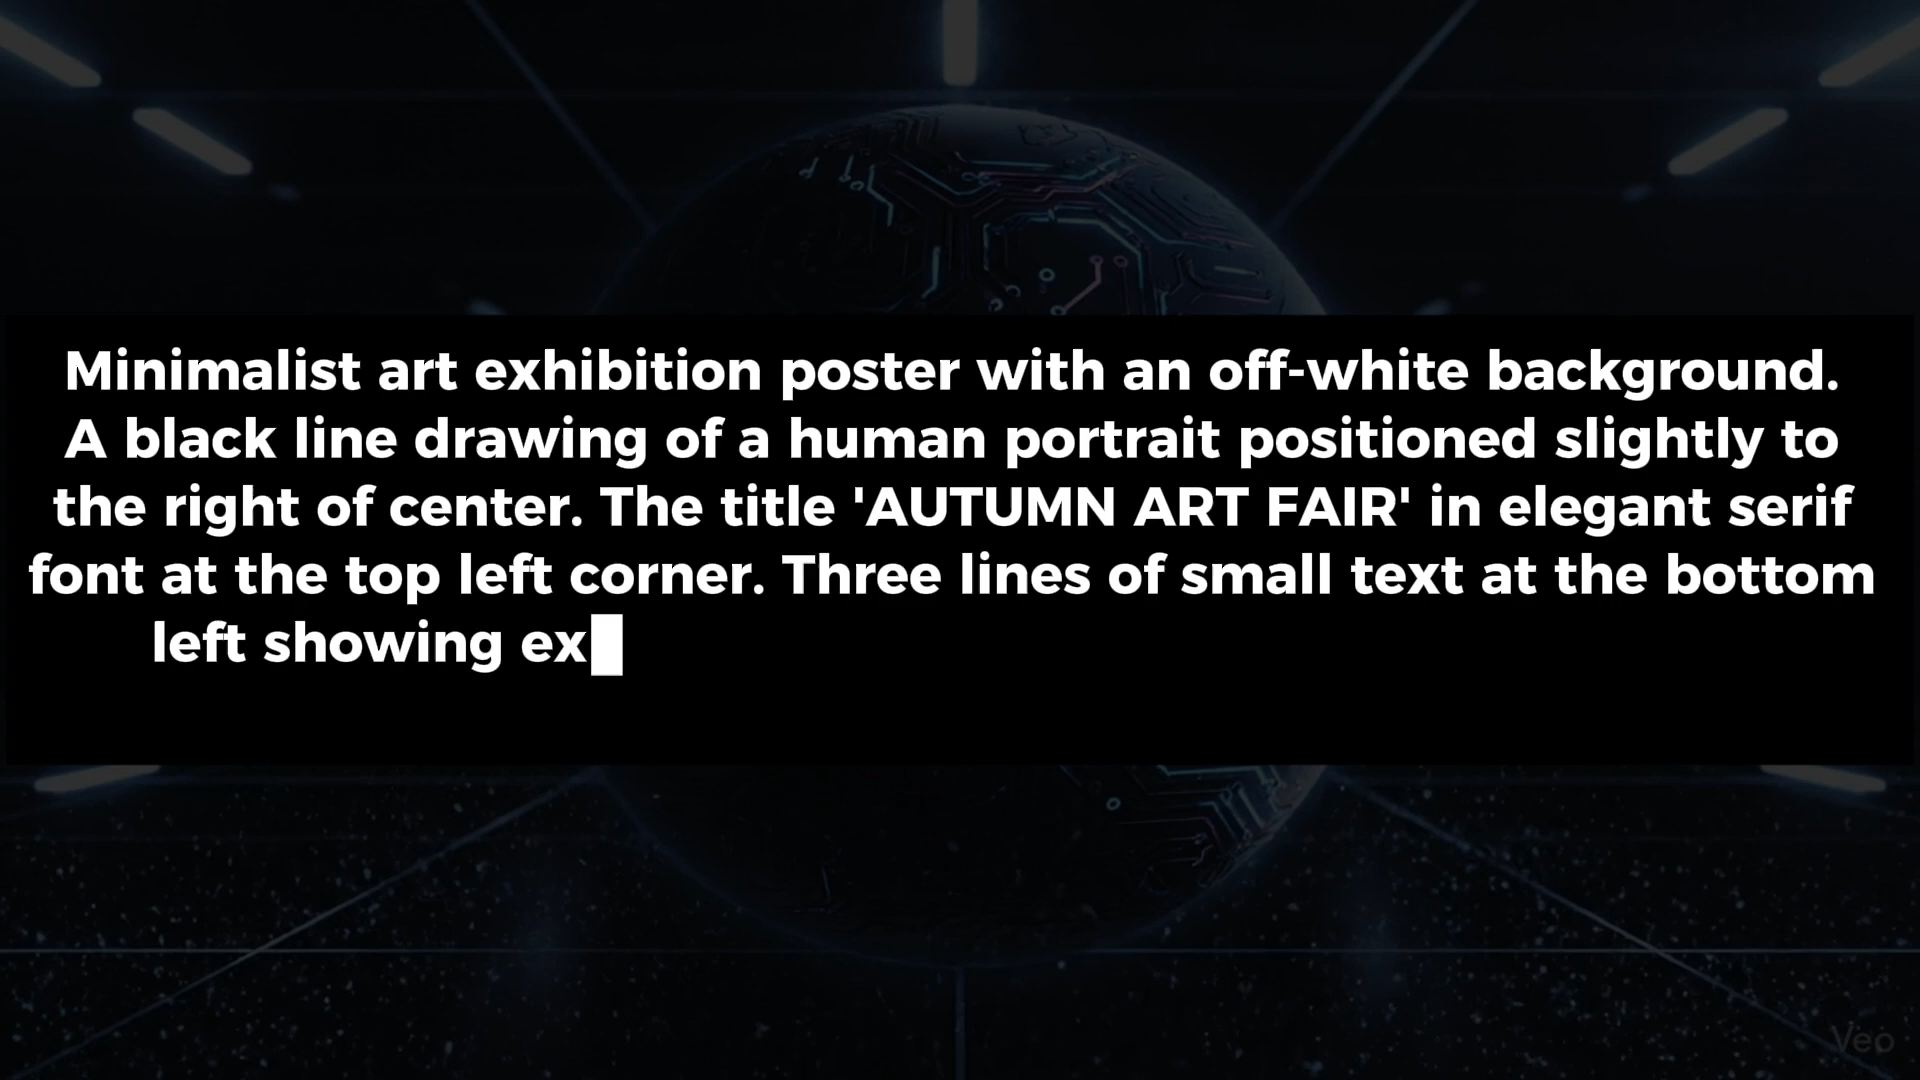 Minimalist art exhibition poster with an off-white background.
A black line drawing of a human portrait positioned slightly to
the right of center. The title 'AUTUMN ART FAIR' in elegant serif
font at the top left corner. Three lines of small text at the bottom
left showing ex
Veo